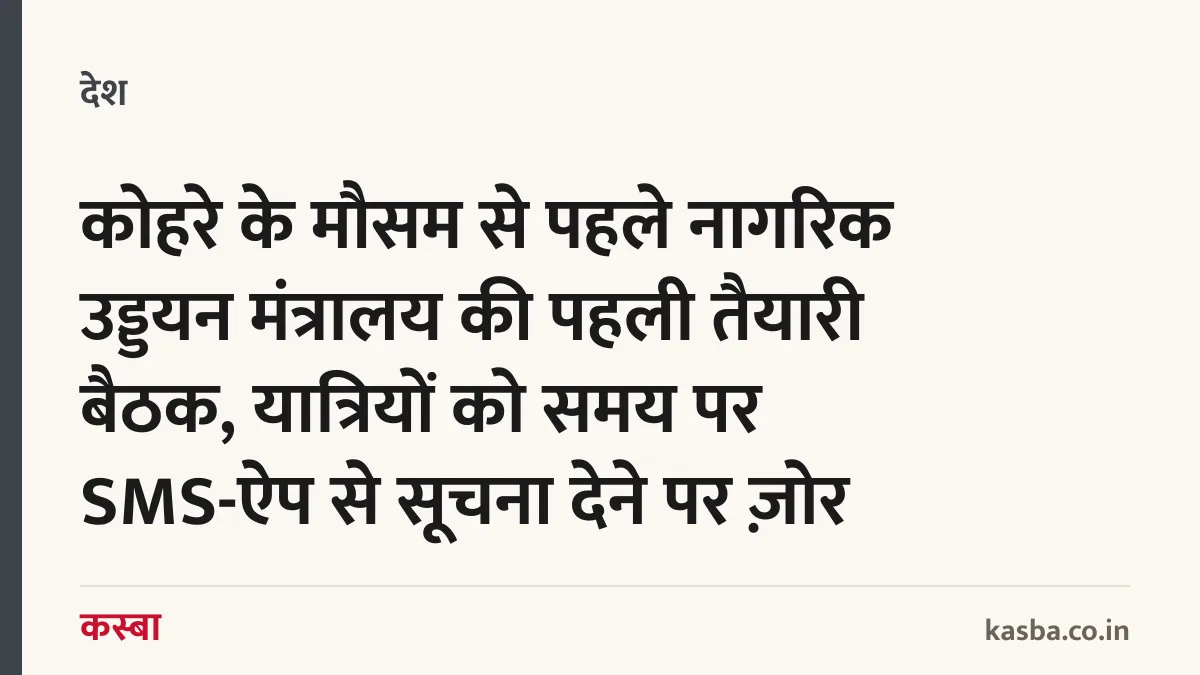 देश
कोहरे के मौसम से पहले नागरिक
उड्डयन मंत्रालय की पहली तैयारी
बैठक, यात्रियों को समय पर
SMS-ऐप से सूचना देने पर ज़ोर
कस्बा
kasba.co.in